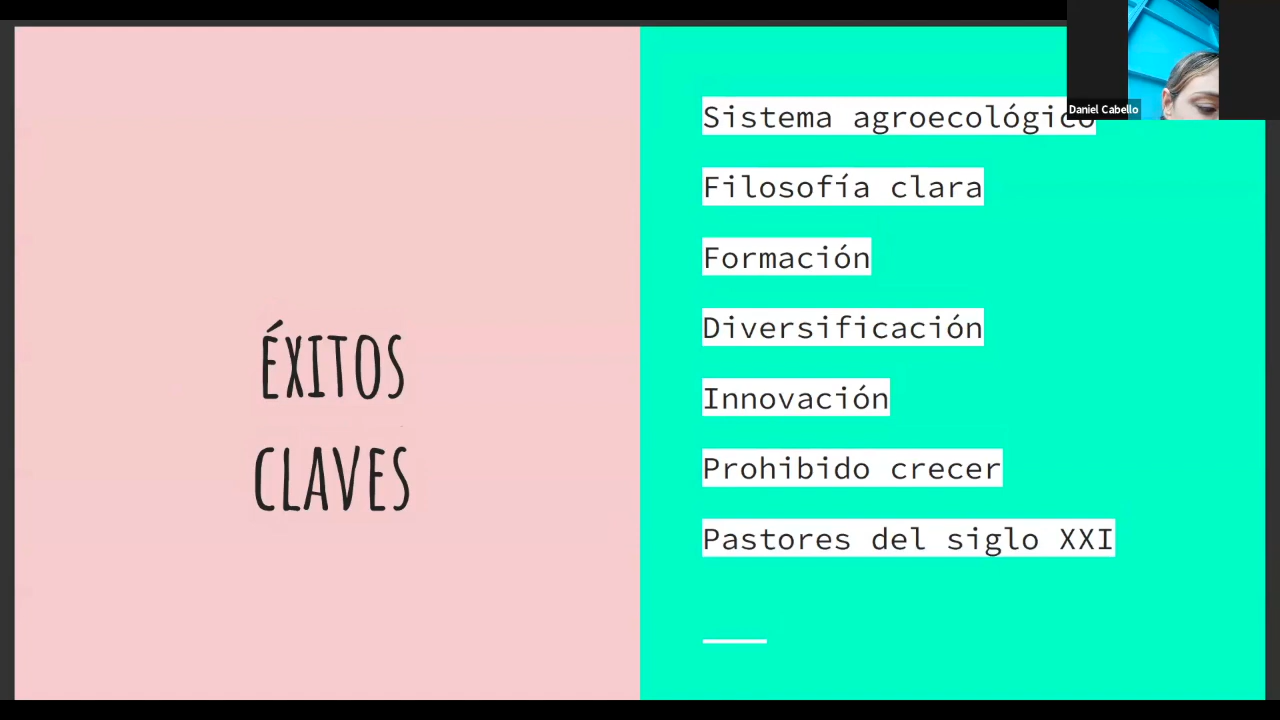 ÉXITOS
CLAVES
Sistema agroecológico
Filosofía clara
Formación
Diversificación
Innovación
Prohibido crecer
Pastores del siglo XXI
Daniel Cabello